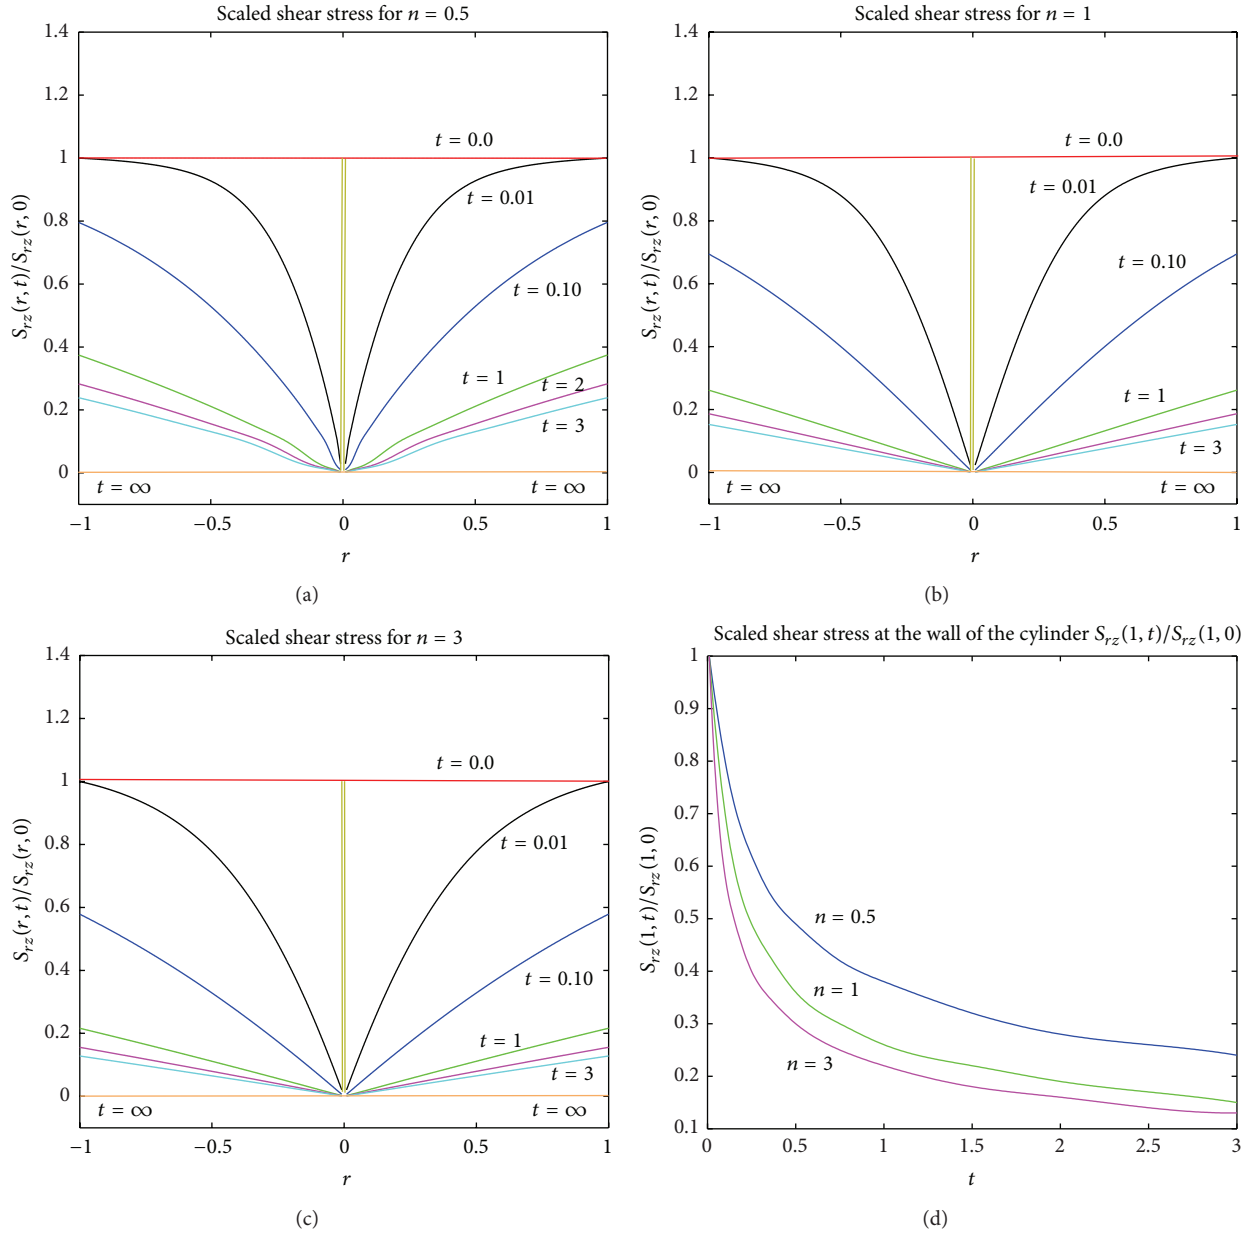 Scaled shear stress for n = 0.5
1.4
1.2
1
0.8
0.6
0.4
0.2
0
S_rz(r, t)/S_rz(r, 0)
t = 0.0
t = 0.01
t = 0.10
t = 1
t = 2
t = 3
t = ∞
t = ∞
−1
−0.5
0
0.5
1
r
(a)
Scaled shear stress for n = 1
1.4
1.2
1
0.8
0.6
0.4
0.2
0
S_rz(r, t)/S_rz(r, 0)
t = 0.0
t = 0.01
t = 0.10
t = 1
t = 3
t = ∞
t = ∞
−1
−0.5
0
0.5
1
r
(b)
Scaled shear stress for n = 3
1.4
1.2
1
0.8
0.6
0.4
0.2
0
S_rz(r, t)/S_rz(r, 0)
t = 0.0
t = 0.01
t = 0.10
t = 1
t = 3
t = ∞
t = ∞
−1
−0.5
0
0.5
1
r
(c)
Scaled shear stress at the wall of the cylinder S_rz(1, t)/S_rz(1, 0)
1
0.9
0.8
0.7
0.6
0.5
0.4
0.3
0.2
0.1
S_rz(1, t)/S_rz(1, 0)
n = 0.5
n = 1
n = 3
0
0.5
1
1.5
2
2.5
3
t
(d)